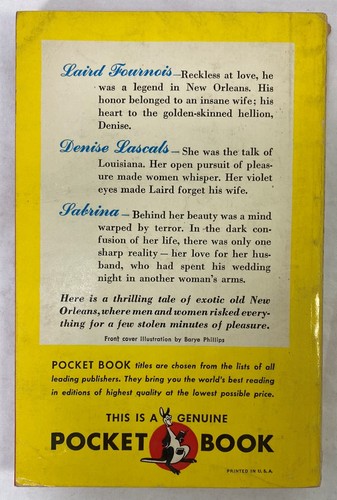 Laird Fournois—Reckless at love, he
was a legend in New Orleans. His
honor belonged to an insane wife; his
heart to the golden-skinned hellion,
Denise.
Denise Lascals—She was the talk of
Louisiana. Her open pursuit of pleas-
ure made women whisper. Her violet
eyes made Laird forget his wife.
Sabrina—Behind her beauty was a mind
warped by terror. In the dark con-
fusion of her life, there was only one
sharp reality—her love for her hus-
band, who had spent his wedding
night in another woman's arms.
Here is a thrilling tale of exotic old New
Orleans, where men and women risked every-
thing for a few stolen minutes of pleasure.
Front cover illustration by Barye Phillips
POCKET BOOK titles are chosen from the lists of all
leading publishers. They bring you the world's best reading
in editions of highest quality at the lowest possible price.
THIS IS A GENUINE
POCKET BOOK
PRINTED IN U.S.A.